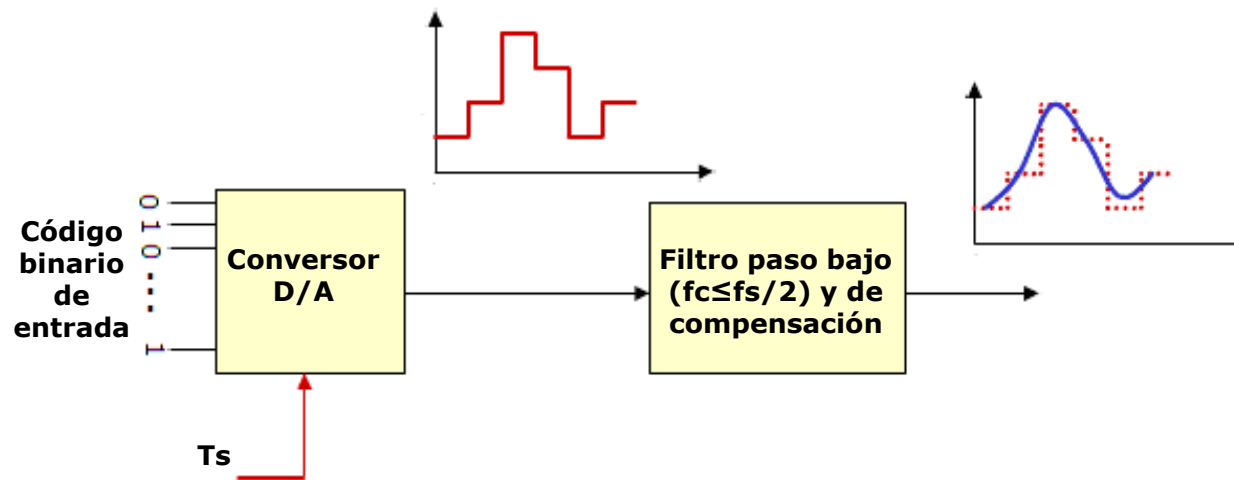 Código
binario
de
entrada
0
1
0
1
Conversor
D/A
Filtro paso bajo
(fc≤fs/2) y de
compensación
Ts